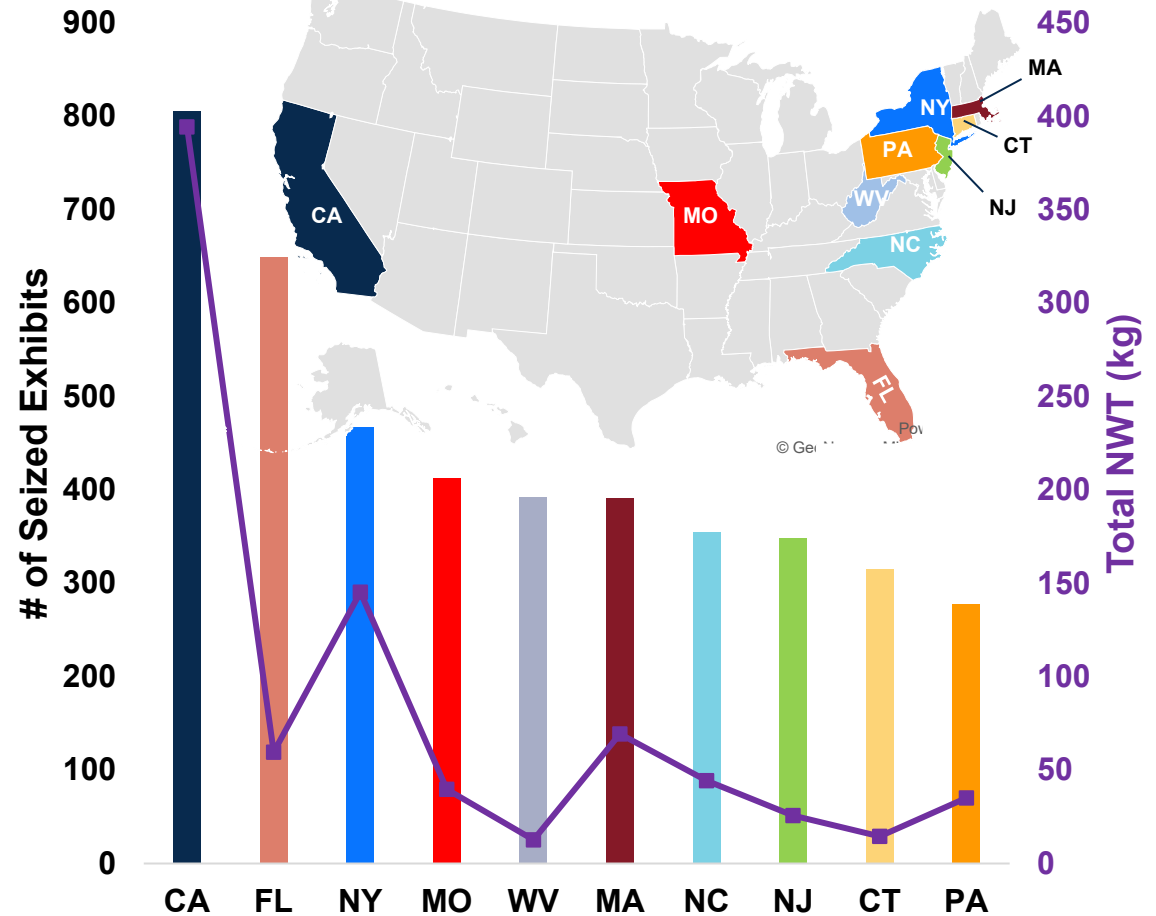 900
800
700
600
500
400
300
200
100
0
# of Seized Exhibits
450
400
350
300
250
200
150
100
50
0
Total NWT (kg)
CA
MO
NY
PA
WV
NC
FL
MA
CT
NJ
©
CA FL NY MO WV MA NC NJ CT PA